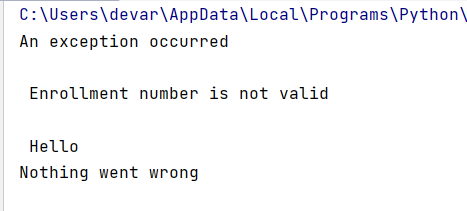 C:\Users\devar\AppData\Local\Programs\Python\
An exception occurred
Enrollment number is not valid
Hello
Nothing went wrong